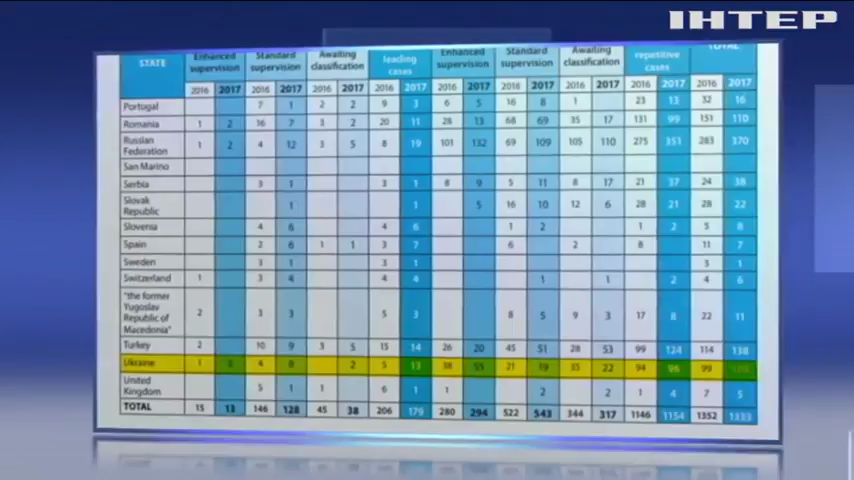 ІНТЕР
STATE Enhanced supervision Standard supervision Awaiting classification leading cases Enhanced supervision Standard supervision Awaiting classification repetitive cases TOTAL
2016 2017 2016 2017 2016 2017 2016 2017 2016 2017 2016 2017 2016 2017 2016 2017 2016 2017
Portugal 7 1 2 2 9 3 6 5 16 8 1 23 13 32 16
Romania 1 2 16 7 3 2 20 11 28 13 68 69 35 17 131 99 151 110
Russian Federation 1 2 4 12 3 5 8 19 101 132 69 109 105 110 275 351 283 370
San Marino
Serbia 3 1 3 1 8 9 5 11 8 17 21 37 24 38
Slovak Republic 1 1 5 16 10 12 6 28 21 28 22
Slovenia 4 6 4 6 1 2 1 2 5 8
Spain 2 6 1 1 3 7 6 2 8 11 7
Sweden 3 1 3 1 3 1
Switzerland 1 3 4 4 4 1 1 2 4 6
"the former Yugoslav Republic of Macedonia" 2 3 3 5 3 8 5 9 3 17 8 22 11
Turkey 2 10 9 3 5 15 14 26 20 45 51 28 53 99 124 114 138
Ukraine 1 4 8 2 5 13 38 55 21 19 35 22 94 96 99
United Kingdom 5 1 1 6 1 1 2 2 1 4 7 5
TOTAL 15 13 146 128 45 38 206 179 280 294 522 543 344 317 1146 1154 1352 1333